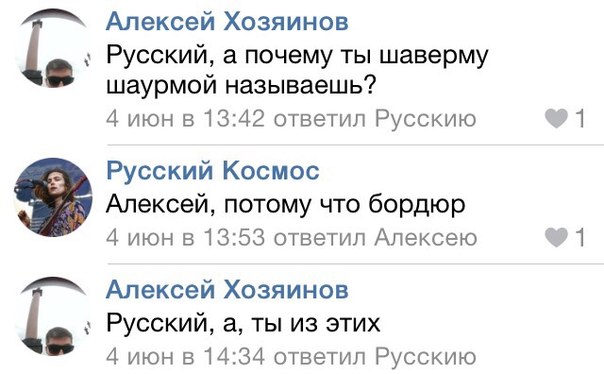 Алексей Хозяинов
Русский, а почему ты шаверму
шаурмой называешь?
4 июн в 13:42 ответил Русскию
1
Русский Космос
Алексей, потому что бордюр
4 июн в 13:53 ответил Алексею
1
Алексей Хозяинов
Русский, а, ты из этих
4 июн в 14:34 ответил Русскию